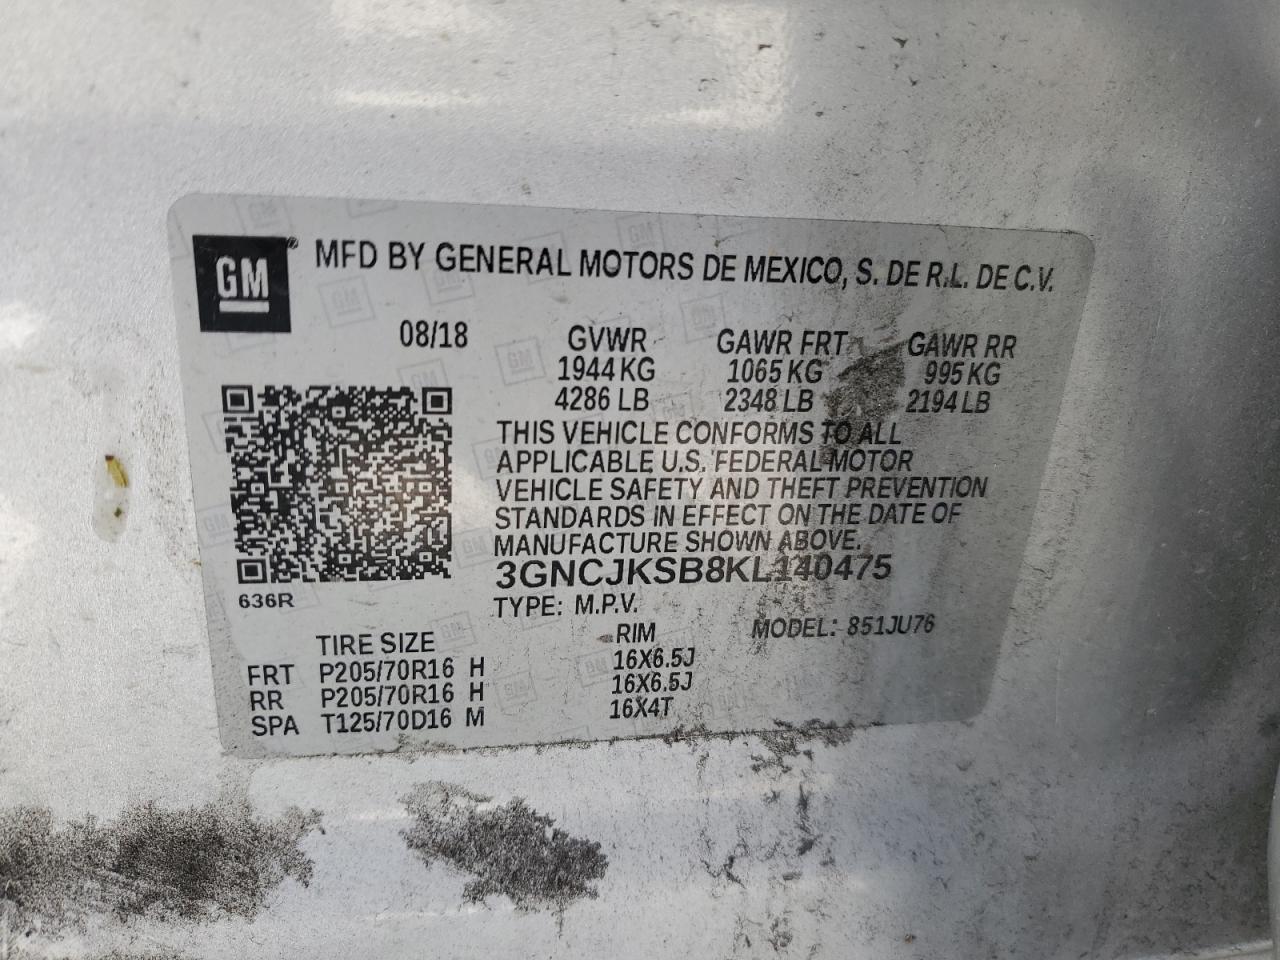 GM® MFD BY GENERAL MOTORS DE MEXICO, S. DE R.L. DE C.V.
08/18 GVWR GAWR FRT GAWR RR
1944 KG 1065 KG 995 KG
4286 LB 2348 LB 2194 LB
THIS VEHICLE CONFORMS TO ALL
APPLICABLE U.S. FEDERAL MOTOR
VEHICLE SAFETY AND THEFT PREVENTION
STANDARDS IN EFFECT ON THE DATE OF
MANUFACTURE SHOWN ABOVE.
3GNCJKSB8KL140475
636R
TYPE: M.P.V. MODEL: 851JU76
TIRE SIZE RIM
FRT P205/70R16 H 16X6.5J
RR P205/70R16 H 16X6.5J
SPA T125/70D16 M 16X4T